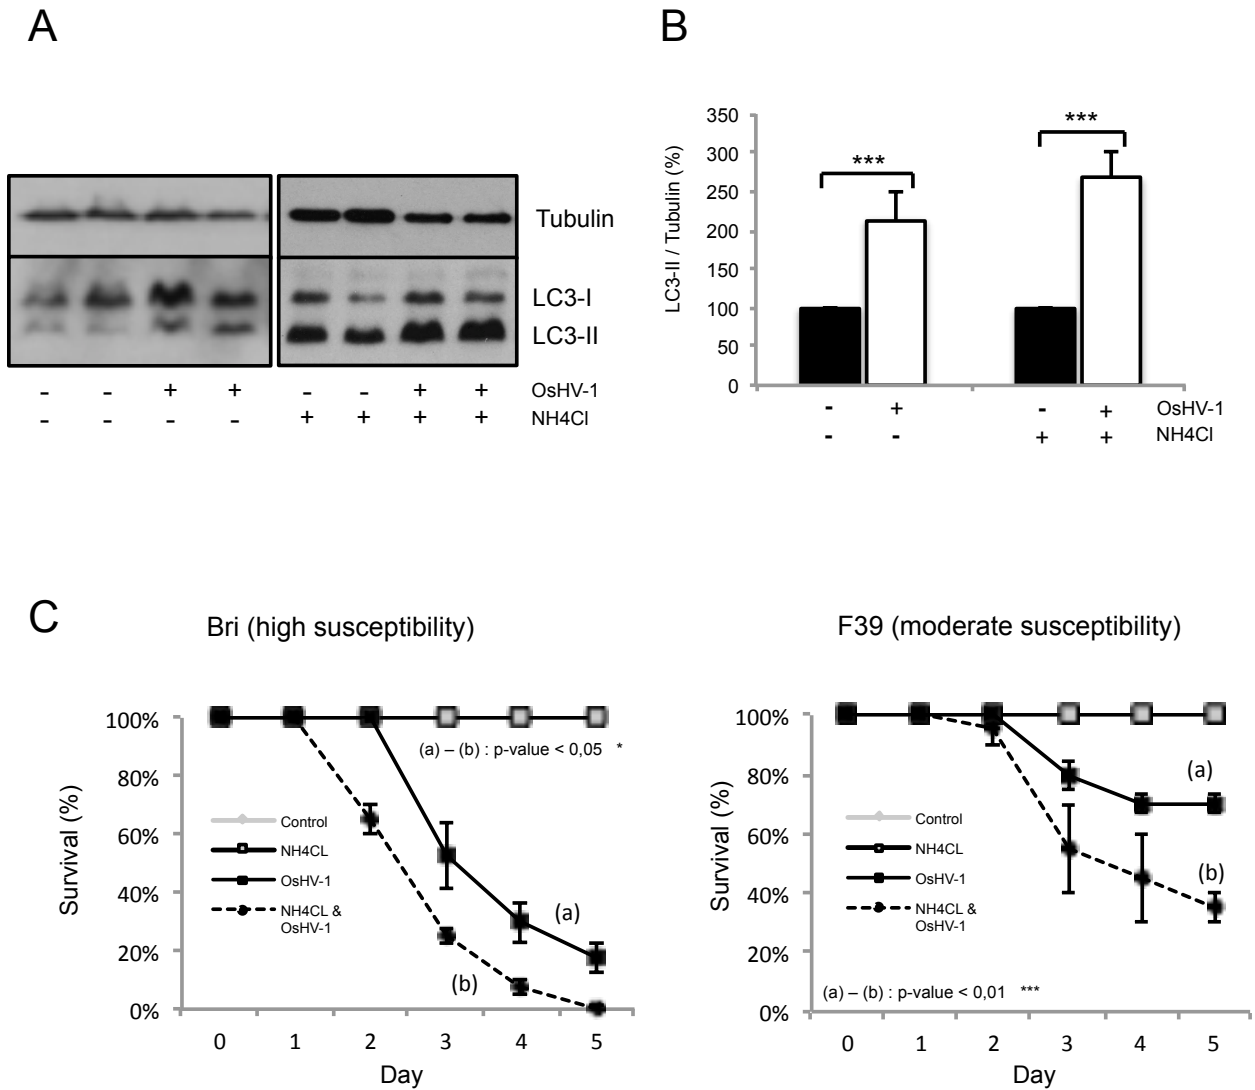 A
B
Tubulin
LC3-I
LC3-II
- - + + - - + + OsHV-1
- - - - + + + + NH4Cl
LC3-II / Tubulin (%)
350
300
250
200
150
100
50
0
***
***
- + - + OsHV-1
- - + + NH4Cl
C
Bri (high susceptibility)
Survival (%)
100%
80%
60%
40%
20%
0%
(a) – (b) : p-value < 0,05 *
Control
NH4CL
OsHV-1
NH4CL &
OsHV-1
(a)
(b)
0 1 2 3 4 5
Day
F39 (moderate susceptibility)
Survival (%)
100%
80%
60%
40%
20%
0%
(a)
Control
NH4CL
OsHV-1
NH4CL &
OsHV-1
(b)
(a) – (b) : p-value < 0,01 ***
0 1 2 3 4 5
Day